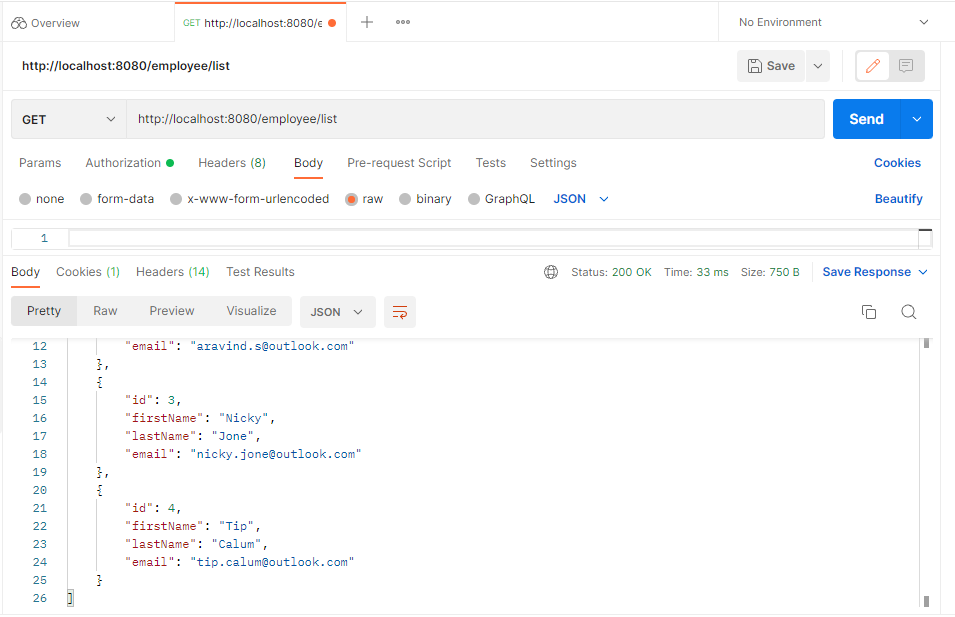 Overview GET http://localhost:8080/e No Environment
http://localhost:8080/employee/list Save
GET http://localhost:8080/employee/list Send
Params Authorization Headers (8) Body Pre-request Script Tests Settings Cookies
none form-data x-www-form-urlencoded raw binary GraphQL JSON Beautify
1
Body Cookies (1) Headers (14) Test Results Status: 200 OK Time: 33 ms Size: 750 B Save Response
Pretty Raw Preview Visualize JSON
12 "email": "aravind.s@outlook.com"
13 },
14 {
15 "id": 3,
16 "firstName": "Nicky",
17 "lastName": "Jone",
18 "email": "nicky.jone@outlook.com"
19 },
20 {
21 "id": 4,
22 "firstName": "Tip",
23 "lastName": "Calum",
24 "email": "tip.calum@outlook.com"
25 }
26 ]